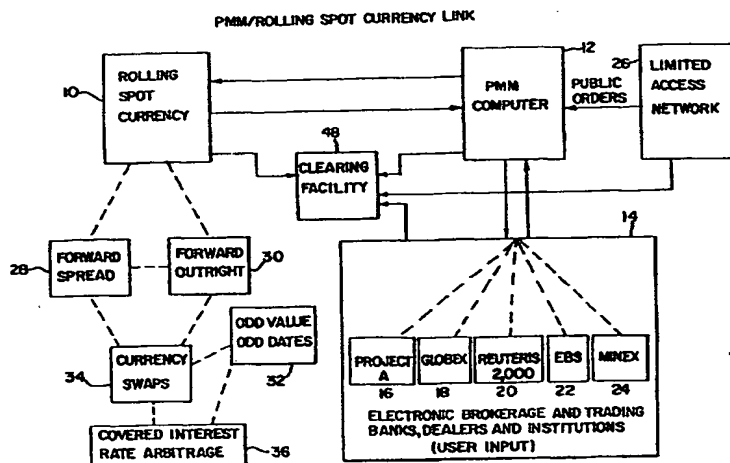 PMM/ROLLING SPOT CURRENCY LINK
10
ROLLING
SPOT
CURRENCY
12
PMM
COMPUTER
PUBLIC
ORDERS
26
LIMITED
ACCESS
NETWORK
48
CLEARING
FACILITY
14
28
FORWARD
SPREAD
FORWARD
OUTRIGHT
30
ODD VALUE
ODD DATES
32
34
CURRENCY
SWAPS
COVERED INTEREST
RATE ARBITRAGE
36
PROJECT
A
16
GLOBEX
18
REUTERIS
2,000
20
EBS
22
MINEX
24
ELECTRONIC BROKERAGE AND TRADING
BANKS, DEALERS AND INSTITUTIONS
(USER INPUT)